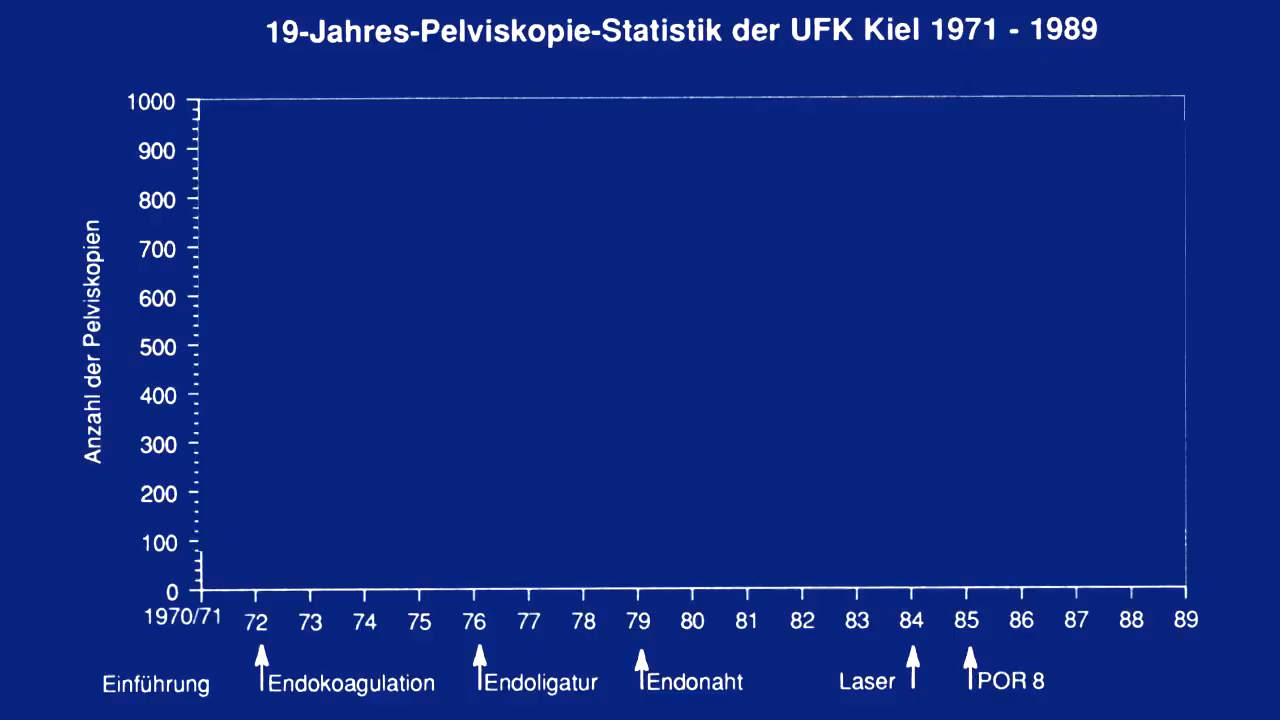 19-Jahres-Pelviskopie-Statistik der UFK Kiel 1971 - 1989
Anzahl der Pelviskopien
1000
900
800
700
600
500
400
300
200
100
0
1970/71 72 73 74 75 76 77 78 79 80 81 82 83 84 85 86 87 88 89
Einführung Endokoagulation Endoligatur Endonaht Laser POR 8